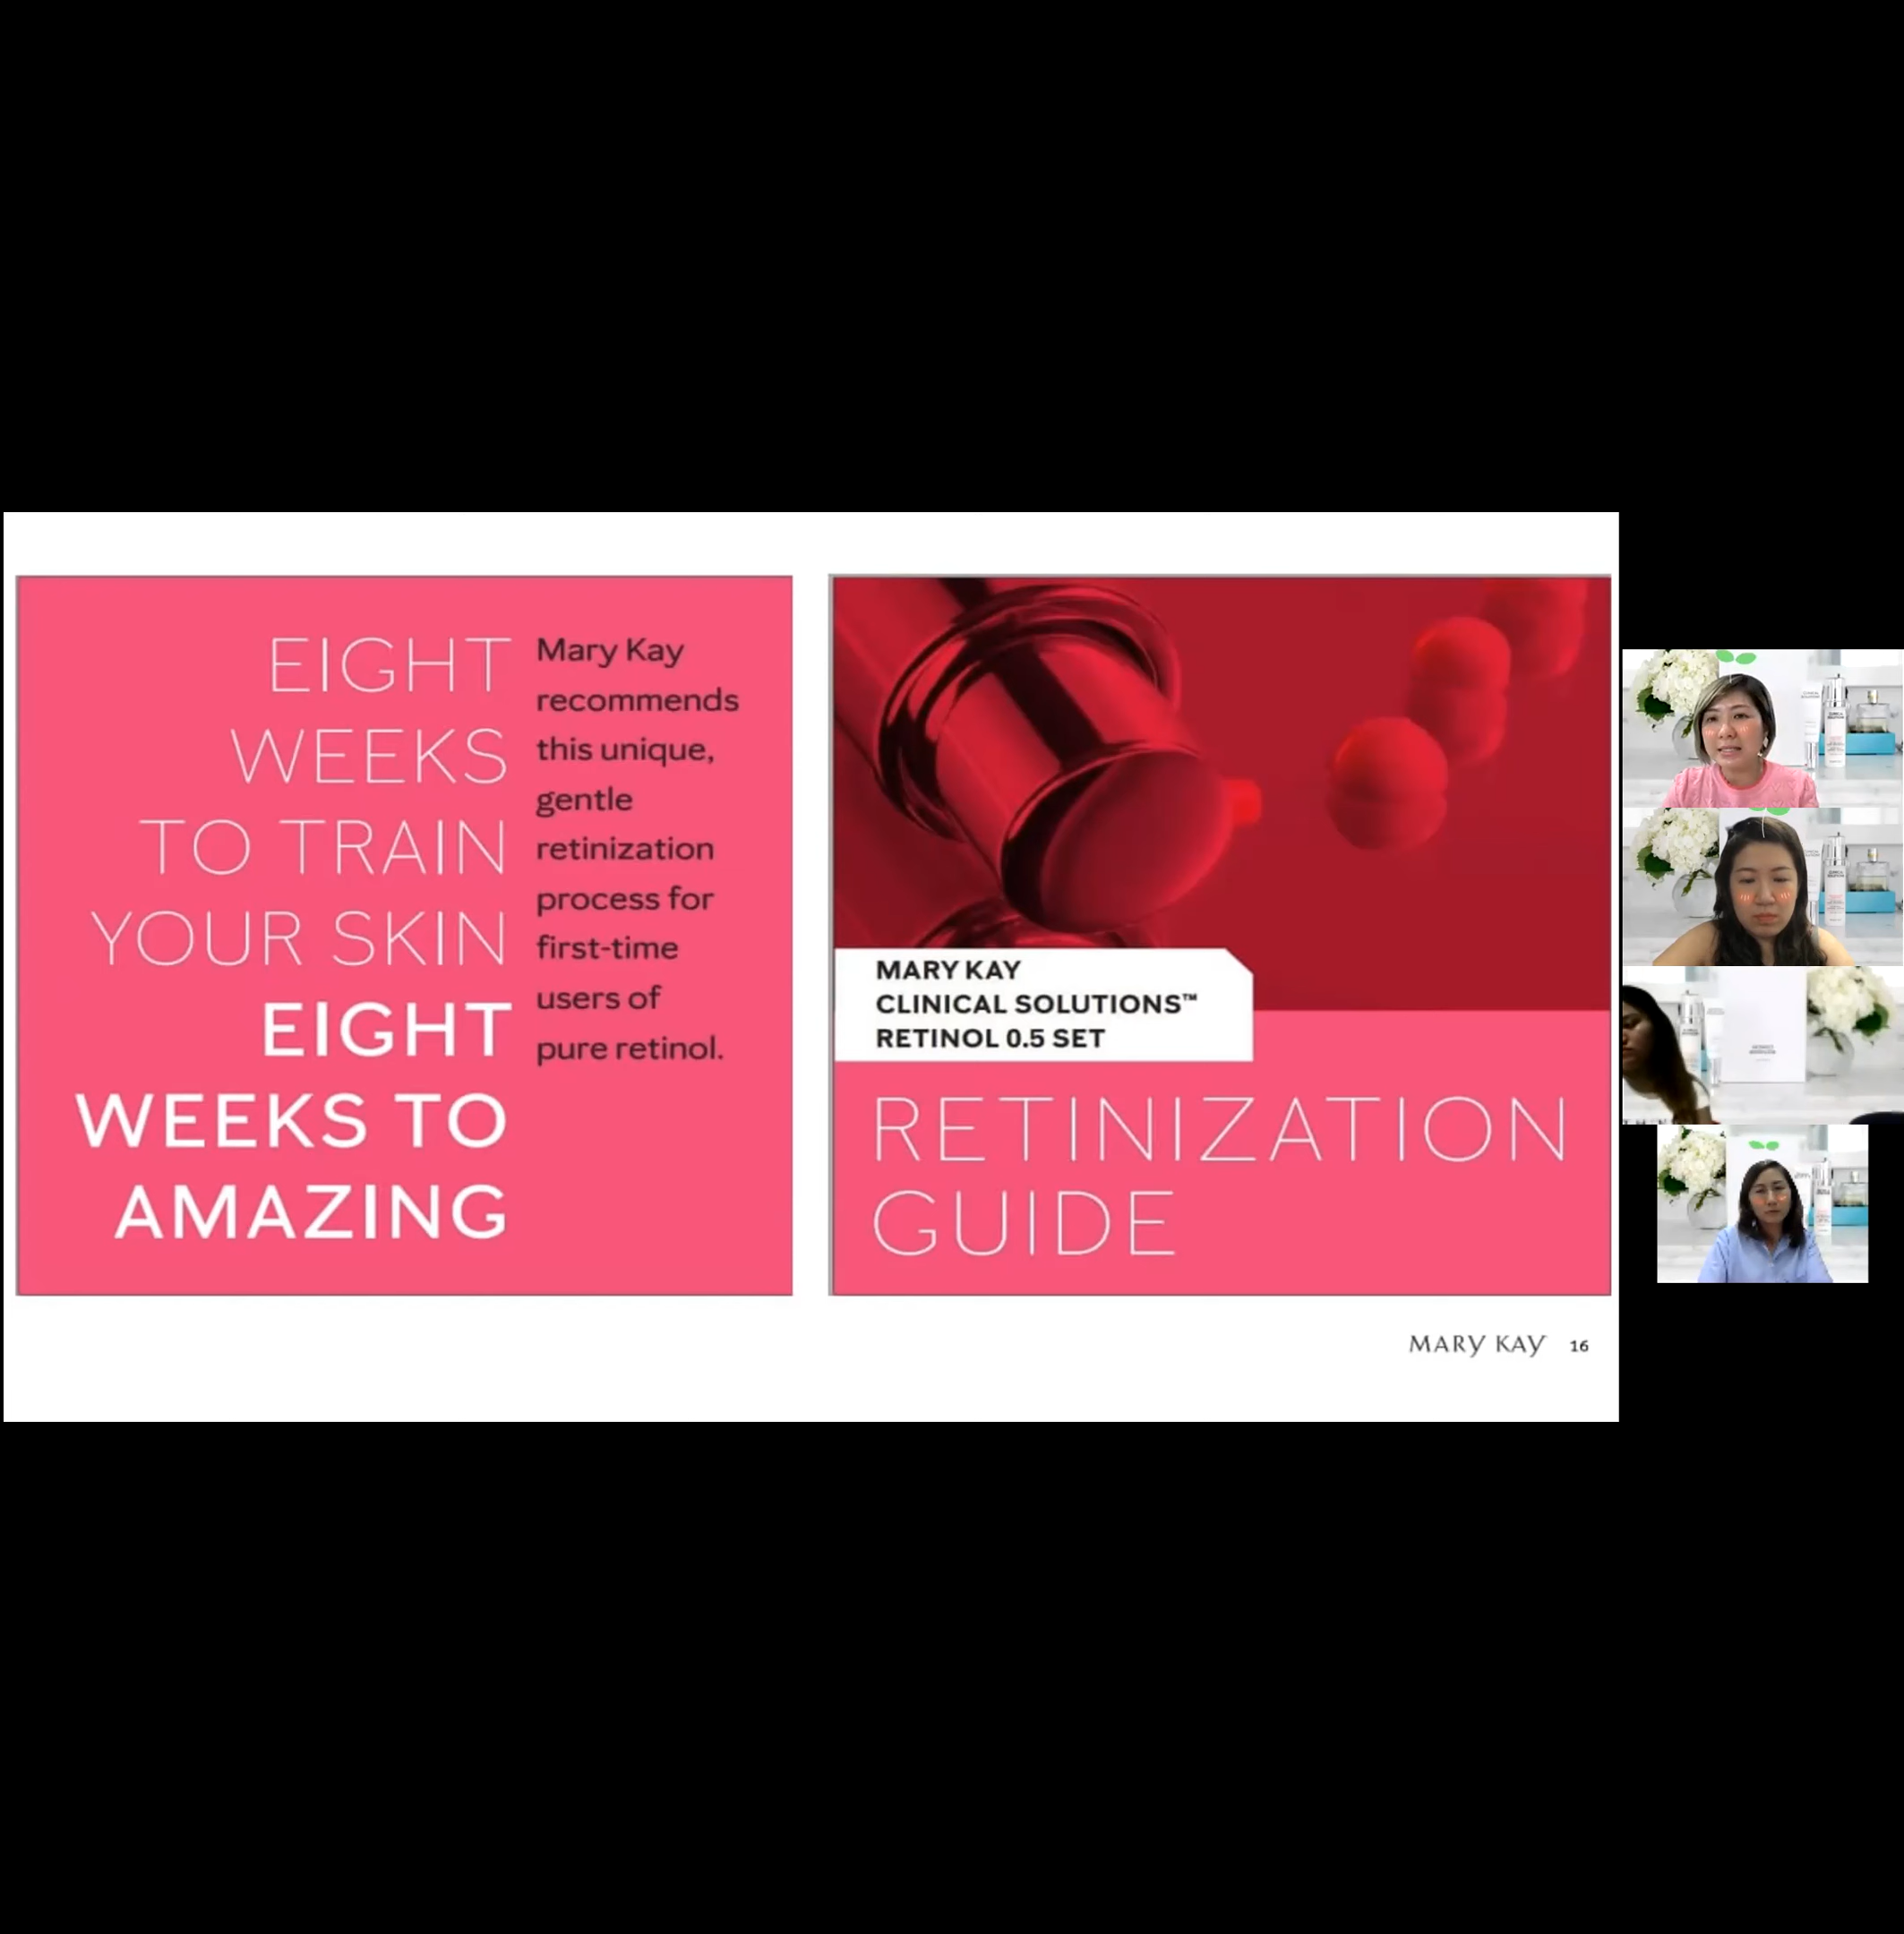 EIGHT
WEEKS
TO TRAIN
YOUR SKIN
EIGHT
WEEKS TO
AMAZING
Mary Kay
recommends
this unique,
gentle
retinization
process for
first-time
users of
pure retinol.
MARY KAY
CLINICAL SOLUTIONS™
RETINOL 0.5 SET
RETINIZATION
GUIDE
MARY KAY 16